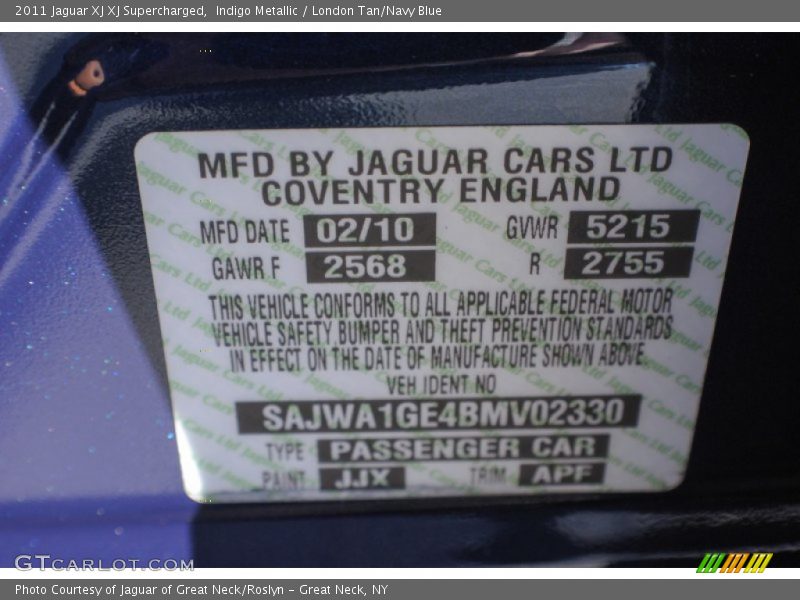 2011 Jaguar XJ XJ Supercharged, Indigo Metallic / London Tan/Navy Blue
MFD BY JAGUAR CARS LTD
COVENTRY ENGLAND
MFD DATE 02/10 GVWR 5215
GAWR F 2568 R 2755
THIS VEHICLE CONFORMS TO ALL APPLICABLE FEDERAL MOTOR
VEHICLE SAFETY, BUMPER AND THEFT PREVENTION STANDARDS
IN EFFECT ON THE DATE OF MANUFACTURE SHOWN ABOVE
VEH IDENT NO
SAJWA1GE4BMV02330
TYPE PASSENGER CAR
PAINT JJX TRIM APF
GTCARLOT.COM
Photo Courtesy of Jaguar of Great Neck/Roslyn – Great Neck, NY